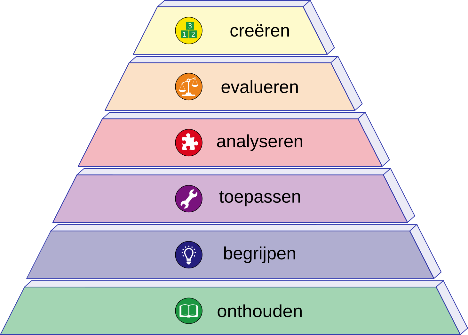 creëren
evalueren
analyseren
toepassen
begrijpen
onthouden